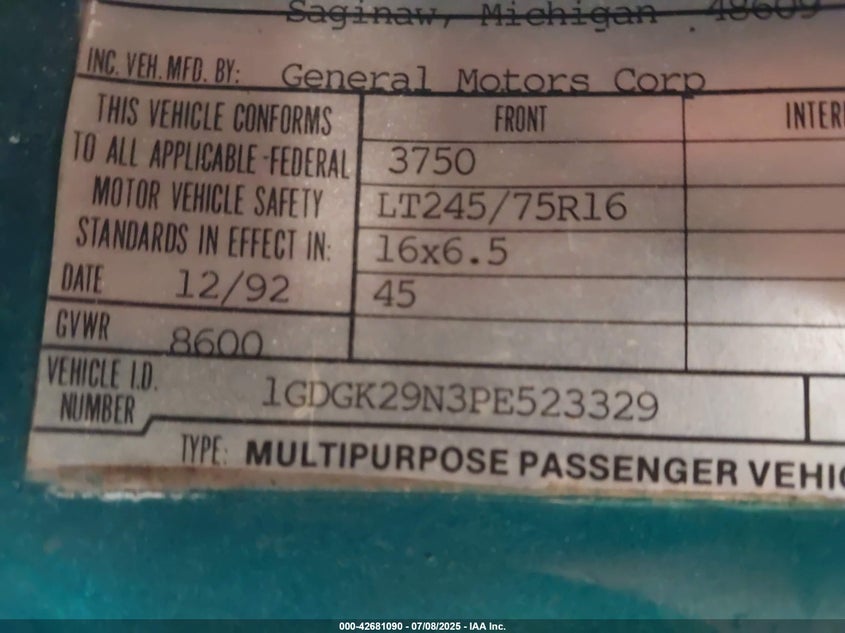 Saginaw, Michigan 48609
INC. VEH. MFD. BY: General Motors Corp
THIS VEHICLE CONFORMS
TO ALL APPLICABLE FEDERAL
MOTOR VEHICLE SAFETY
STANDARDS IN EFFECT IN:
DATE 12/92
GVWR 8600
FRONT
3750
LT245/75R16
16x6.5
45
VEHICLE I.D.
NUMBER
1GDGK29N3PE523329
TYPE: MULTIPURPOSE PASSENGER
000-42681090 - 07/08/2025 - IAA Inc.